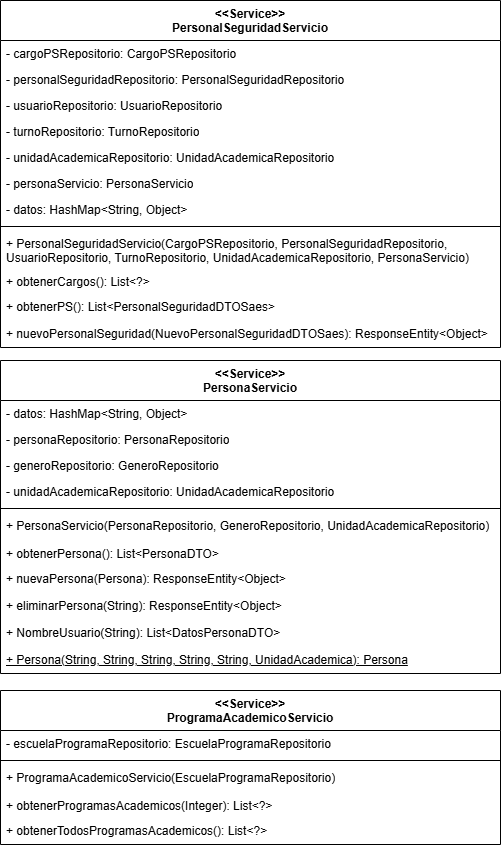 <<Service>>
PersonalSeguridadServicio
- cargoPSRepositorio: CargoPSRepositorio
- personalSeguridadRepositorio: PersonalSeguridadRepositorio
- usuarioRepositorio: UsuarioRepositorio
- turnoRepositorio: TurnoRepositorio
- unidadAcademicaRepositorio: UnidadAcademicaRepositorio
- personaServicio: PersonaServicio
- datos: HashMap<String, Object>
+ PersonalSeguridadServicio(CargoPSRepositorio, PersonalSeguridadRepositorio,
UsuarioRepositorio, TurnoRepositorio, UnidadAcademicaRepositorio, PersonaServicio)
+ obtenerCargos(): List<?>
+ obtenerPS(): List<PersonalSeguridadDTOSaes>
+ nuevoPersonalSeguridad(NuevoPersonalSeguridadDTOSaes): ResponseEntity<Object>
<<Service>>
PersonaServicio
- datos: HashMap<String, Object>
- personaRepositorio: PersonaRepositorio
- generoRepositorio: GeneroRepositorio
- unidadAcademicaRepositorio: UnidadAcademicaRepositorio
+ PersonaServicio(PersonaRepositorio, GeneroRepositorio, UnidadAcademicaRepositorio)
+ obtenerPersona(): List<PersonaDTO>
+ nuevaPersona(Persona): ResponseEntity<Object>
+ eliminarPersona(String): ResponseEntity<Object>
+ NombreUsuario(String): List<DatosPersonaDTO>
+ Persona(String, String, String, String, String, UnidadAcademica): Persona
<<Service>>
ProgramaAcademicoServicio
- escuelaProgramaRepositorio: EscuelaProgramaRepositorio
+ ProgramaAcademicoServicio(EscuelaProgramaRepositorio)
+ obtenerProgramasAcademicos(Integer): List<?>
+ obtenerTodosProgramasAcademicos(): List<?>